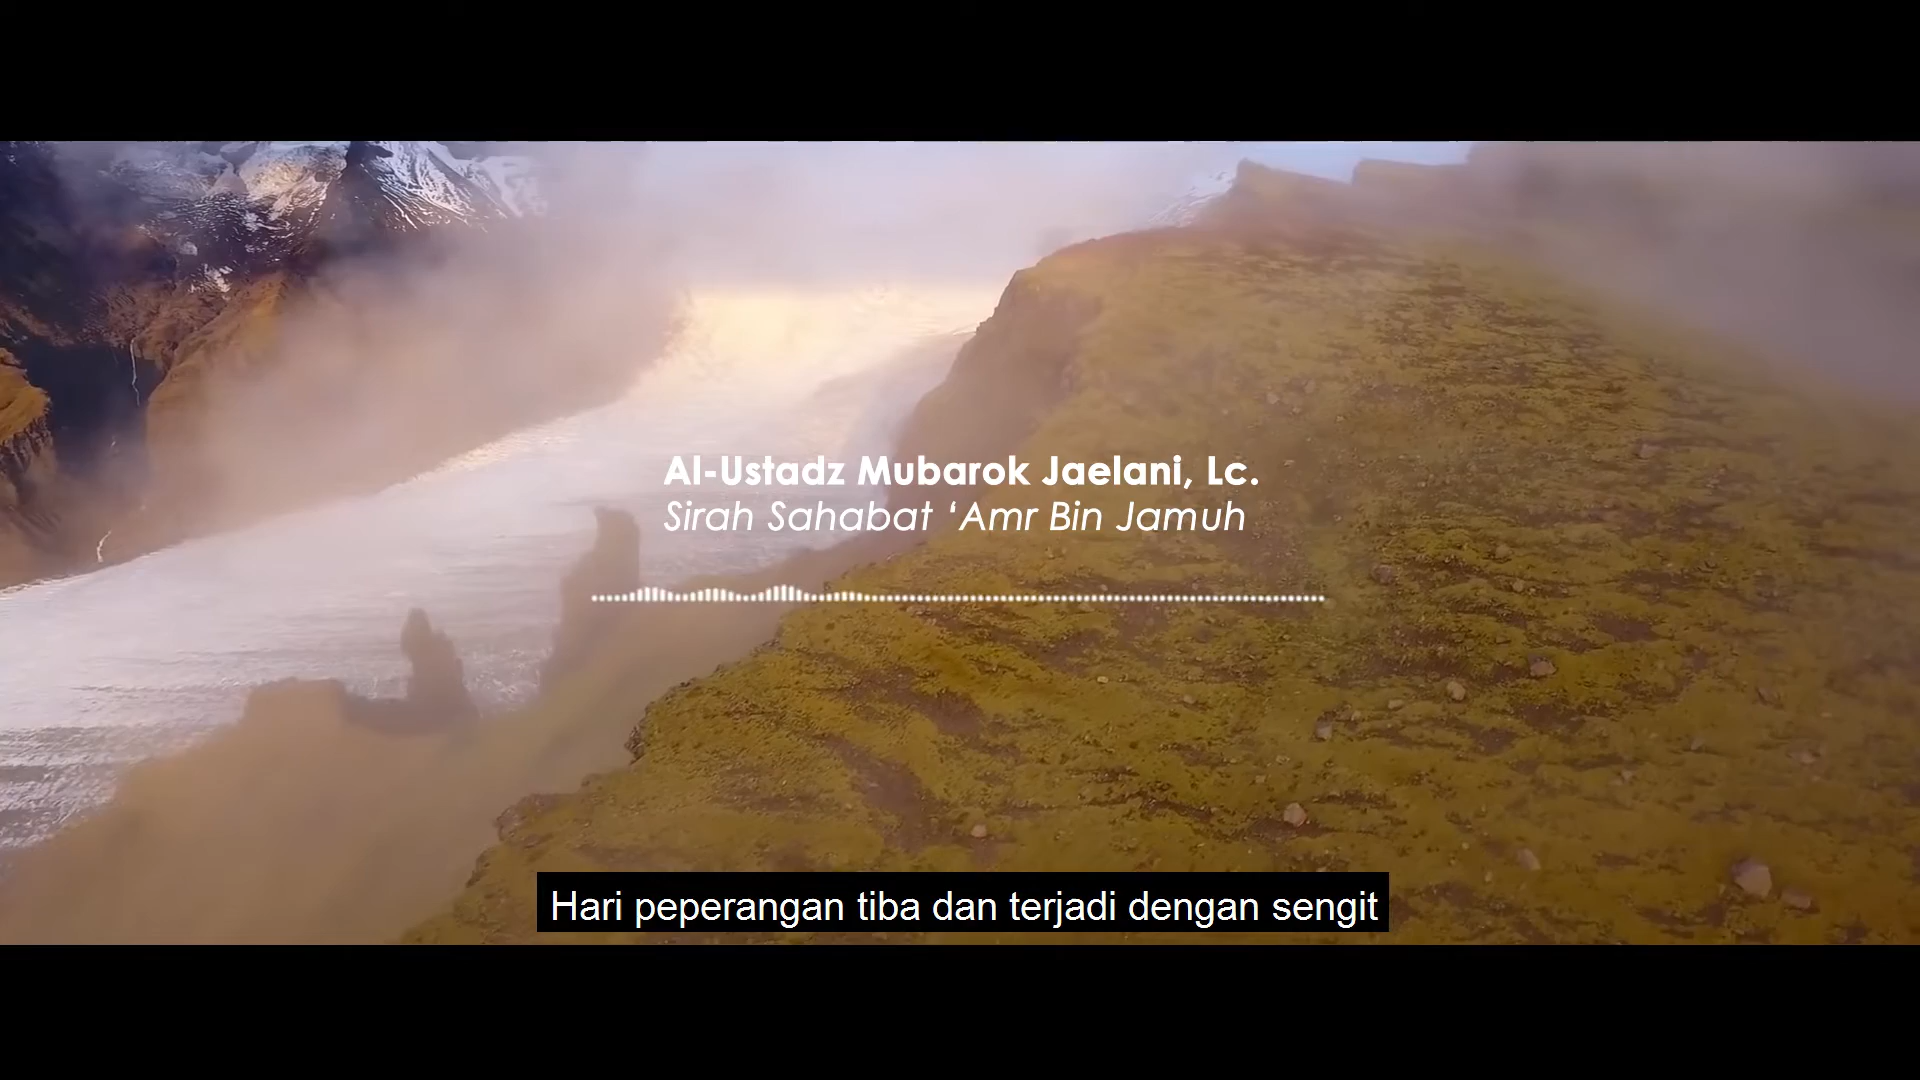 Al-Ustadz Mubarok Jaelani, Lc.
Sirah Sahabat ‘Amr Bin Jamuh
Hari peperangan tiba dan terjadi dengan sengit